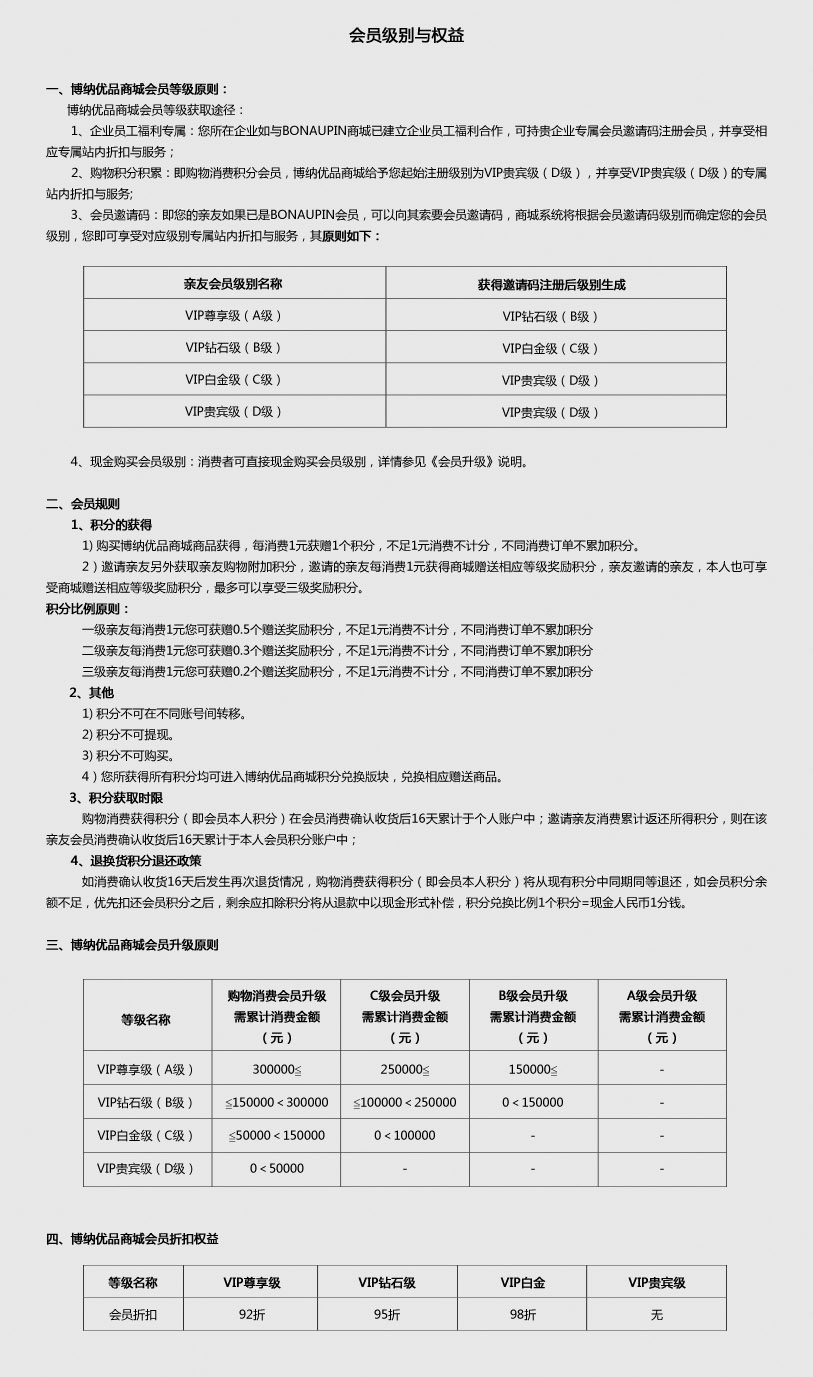 会员级别与权益
一、博纳优品商城会员等级原则：
博纳优品商城会员等级获取途径：
1、企业员工福利专属：您所在企业如与BONAUPIN商城已建立企业员工福利合作，可持贵企业专属会员邀请码注册会员，并享受相
应专属站内折扣与服务；
2、购物积分积累：即购物消费积分会员，博纳优品商城给予您起始注册级别为VIP贵宾级（D级），并享受VIP贵宾级（D级）的专属
站内折扣与服务;
3、会员邀请码：即您的亲友如果已是BONAUPIN会员，可以向其索要会员邀请码，商城系统将根据会员邀请码级别而确定您的会员
级别，您即可享受对应级别专属站内折扣与服务，其原则如下：
亲友会员级别名称 获得邀请码注册后级别生成
VIP尊享级（A级） VIP钻石级（B级）
VIP钻石级（B级） VIP白金级（C级）
VIP白金级（C级） VIP贵宾级（D级）
VIP贵宾级（D级） VIP贵宾级（D级）
4、现金购买会员级别：消费者可直接现金购买会员级别，详情参见《会员升级》说明。
二、会员规则
1、积分的获得
1) 购买博纳优品商城商品获得，每消费1元获赠1个积分，不足1元消费不计分，不同消费订单不累加积分。
2）邀请亲友另外获取亲友购物附加积分，邀请的亲友每消费1元获得商城赠送相应等级奖励积分，亲友邀请的亲友，本人也可享
受商城赠送相应等级奖励积分，最多可以享受三级奖励积分。
积分比例原则：
一级亲友每消费1元您可获赠0.5个赠送奖励积分，不足1元消费不计分，不同消费订单不累加积分
二级亲友每消费1元您可获赠0.3个赠送奖励积分，不足1元消费不计分，不同消费订单不累加积分
三级亲友每消费1元您可获赠0.2个赠送奖励积分，不足1元消费不计分，不同消费订单不累加积分
2、其他
1) 积分不可在不同账号间转移。
2) 积分不可提现。
3) 积分不可购买。
4）您所获得所有积分均可进入博纳优品商城积分兑换版块，兑换相应赠送商品。
3、积分获取时限
购物消费获得积分（即会员本人积分）在会员消费确认收货后16天累计于个人账户中；邀请亲友消费累计返还所得积分，则在该
亲友会员消费确认收货后16天累计于本人会员积分账户中；
4、退换货积分退还政策
如消费确认收货16天后发生再次退货情况，购物消费获得积分（即会员本人积分）将从现有积分中同期同等退还，如会员积分余
额不足，优先扣还会员积分之后，剩余应扣除积分将从退款中以现金形式补偿，积分兑换比例1个积分=现金人民币1分钱。
三、博纳优品商城会员升级原则
等级名称 购物消费会员升级 C级会员升级 B级会员升级 A级会员升级
需累计消费金额 需累计消费金额 需累计消费金额 需累计消费金额
（元） （元） （元） （元）
VIP尊享级（A级） 300000≦ 250000≦ 150000≦ -
VIP钻石级（B级） ≦150000＜300000 ≦100000＜250000 0＜150000 -
VIP白金级（C级） ≦50000＜150000 0＜100000 - -
VIP贵宾级（D级） 0＜50000 - - -
四、博纳优品商城会员折扣权益
等级名称 VIP尊享级 VIP钻石级 VIP白金 VIP贵宾级
会员折扣 92折 95折 98折 无